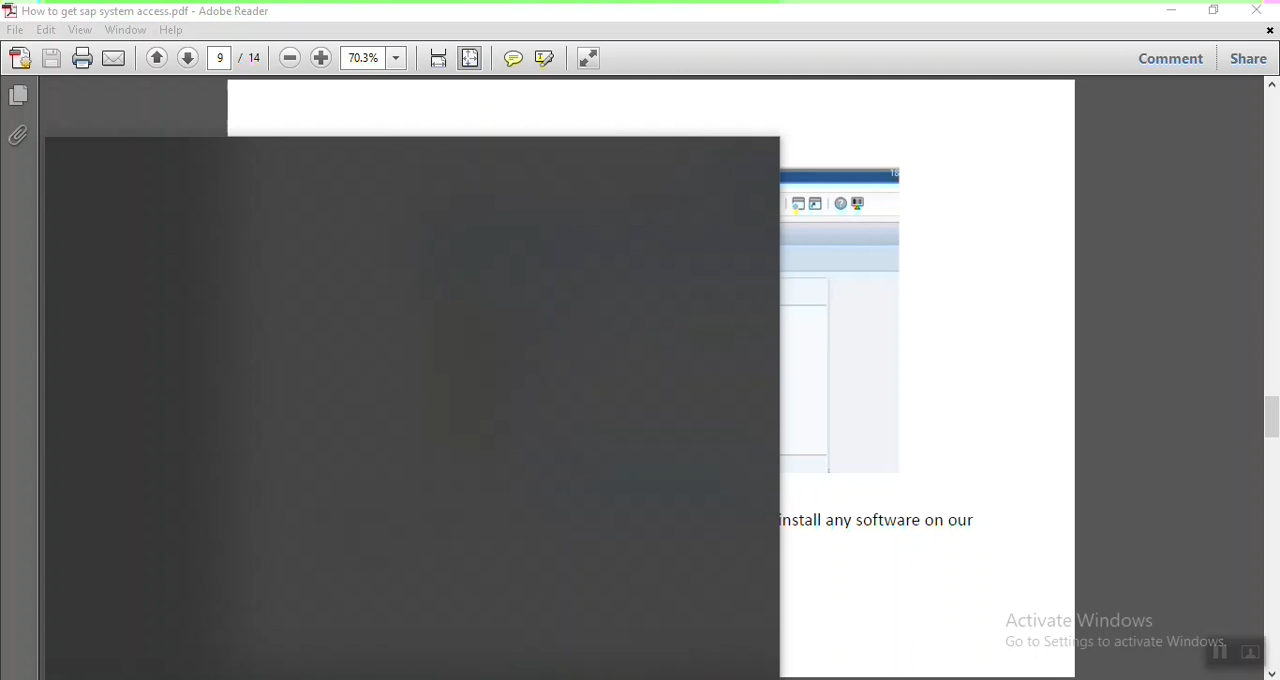 How to get sap system access.pdf - Adobe Reader
File Edit View Window Help
9 / 14 70.3% Comment Share
18
install any software on our
Activate Windows
Go to Settings to activate Windows.